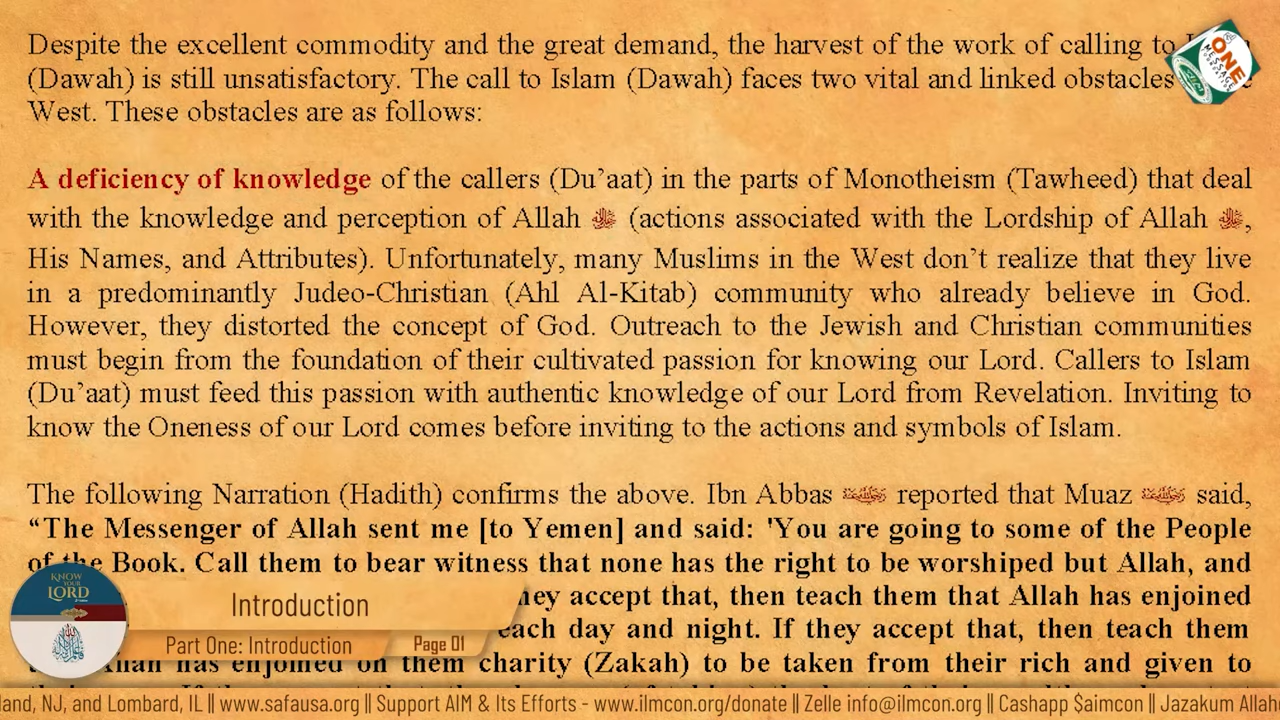 Despite the excellent commodity and the great demand, the harvest of the work of calling to
(Dawah) is still unsatisfactory. The call to Islam (Dawah) faces two vital and linked obstacles
West. These obstacles are as follows:
A deficiency of knowledge of the callers (Du’aat) in the parts of Monotheism (Tawheed) that deal
with the knowledge and perception of Allah ﷻ (actions associated with the Lordship of Allah ﷻ,
His Names, and Attributes). Unfortunately, many Muslims in the West don’t realize that they live
in a predominantly Judeo-Christian (Ahl Al-Kitab) community who already believe in God.
However, they distorted the concept of God. Outreach to the Jewish and Christian communities
must begin from the foundation of their cultivated passion for knowing our Lord. Callers to Islam
(Du’aat) must feed this passion with authentic knowledge of our Lord from Revelation. Inviting to
know the Oneness of our Lord comes before inviting to the actions and symbols of Islam.
The following Narration (Hadith) confirms the above. Ibn Abbas reported that Muaz said,
“The Messenger of Allah sent me [to Yemen] and said: 'You are going to some of the People
of the Book. Call them to bear witness that none has the right to be worshiped but Allah, and
they accept that, then teach them that Allah has enjoined
each day and night. If they accept that, then teach them
has enjoined on them charity (Zakah) to be taken from their rich and given to
ONE
MESSAGE
KNOW
YOUR
LORD
Introduction
Part One: Introduction
Page 01
land, NJ, and Lombard, IL || www.safausa.org || Support AIM & Its Efforts - www.ilmcon.org/donate || Zelle info@ilmcon.org || Cashapp $aimcon || Jazakum Allah